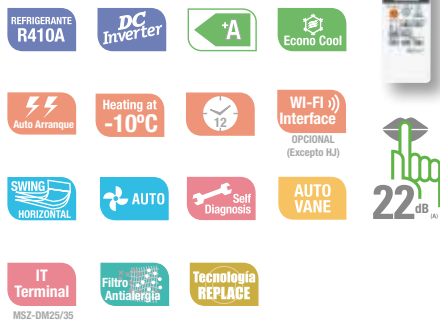 REFRIGERANTE
R410A
DC
Inverter
+A
Econo Cool
Auto Arranque
Heating at
-10ºC
12
WI-FI
Interface
OPCIONAL
(Excepto HJ)
SWING
HORIZONTAL
AUTO
Self
Diagnosis
AUTO
VANE
22dB
(A)
IT
Terminal
MSZ-DM25/35
Filtro
Antialergia
Tecnología
REPLACE